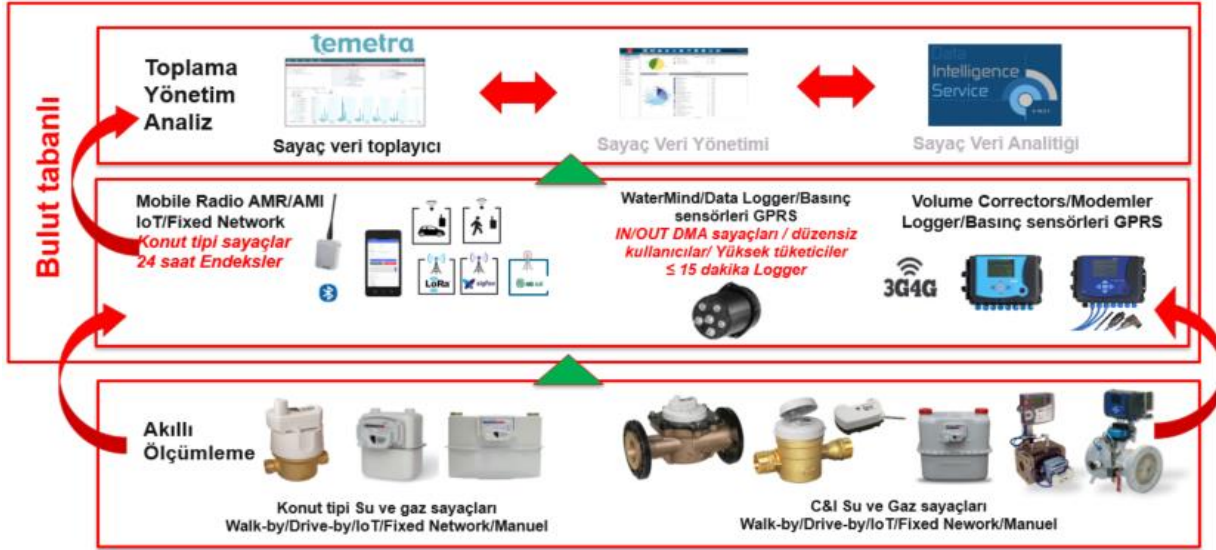 Bulut tabanlı
Toplama
Yönetim
Analiz
temetra
Sayaç veri toplayıcı
Sayaç Veri Yönetimi
Data
Intelligence
Service
Sayaç Veri Analitiği
Mobile Radio AMR/AMI
IoT/Fixed Network
Konut tipi sayaçlar
24 saat Endeksler
LoRa
sigfox
WaterMind/Data Logger/Basınç
sensörleri GPRS
IN/OUT DMA sayaçları / düzensiz
kullanıcılar/ Yüksek tüketiciler
≤ 15 dakika Logger
Volume Correctors/Modemler
Logger/Basınç sensörleri GPRS
3G4G
Akıllı
Ölçümleme
Konut tipi Su ve gaz sayaçları
Walk-by/Drive-by/IoT/Fixed Network/Manuel
C&I Su ve Gaz sayaçları
Walk-by/Drive-by/IoT/Fixed Nework/Manuel